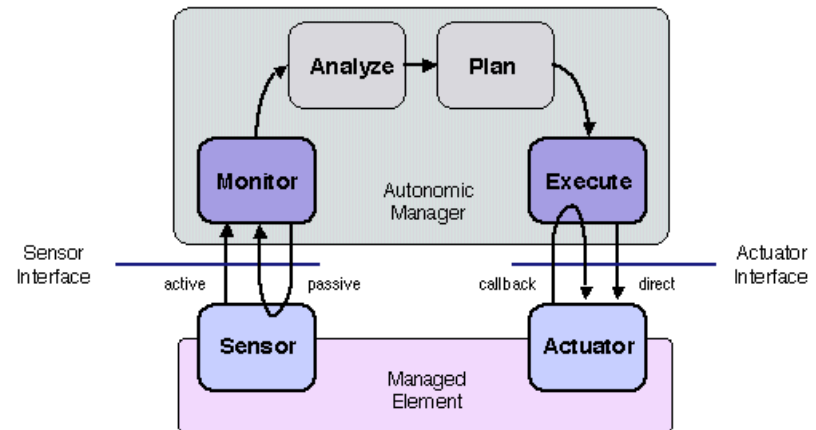 Analyze
Plan
Monitor
Execute
Autonomic
Manager
Sensor
Interface
Actuator
Interface
active
passive
callback
direct
Sensor
Actuator
Managed
Element